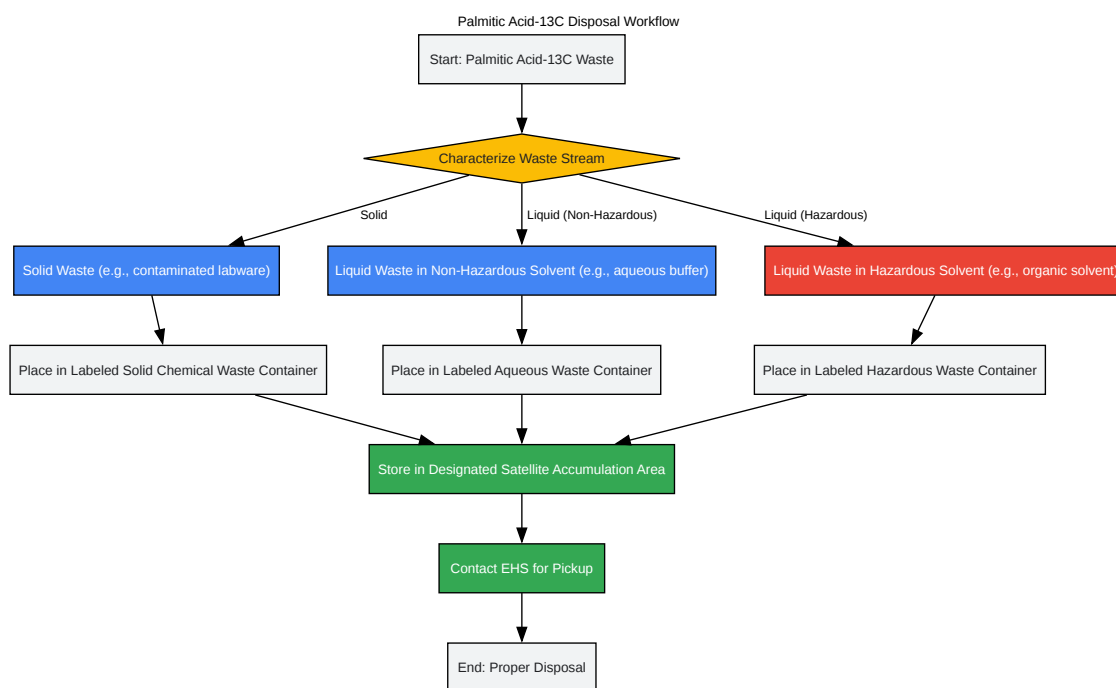 Palmitic Acid-13C Disposal Workflow
Start: Palmitic Acid-13C Waste
Characterize Waste Stream
Solid
Liquid (Non-Hazardous)
Liquid (Hazardous)
Solid Waste (e.g., contaminated labware)
Liquid Waste in Non-Hazardous Solvent (e.g., aqueous buffer)
Liquid Waste in Hazardous Solvent (e.g., organic solvent)
Place in Labeled Solid Chemical Waste Container
Place in Labeled Aqueous Waste Container
Place in Labeled Hazardous Waste Container
Store in Designated Satellite Accumulation Area
Contact EHS for Pickup
End: Proper Disposal